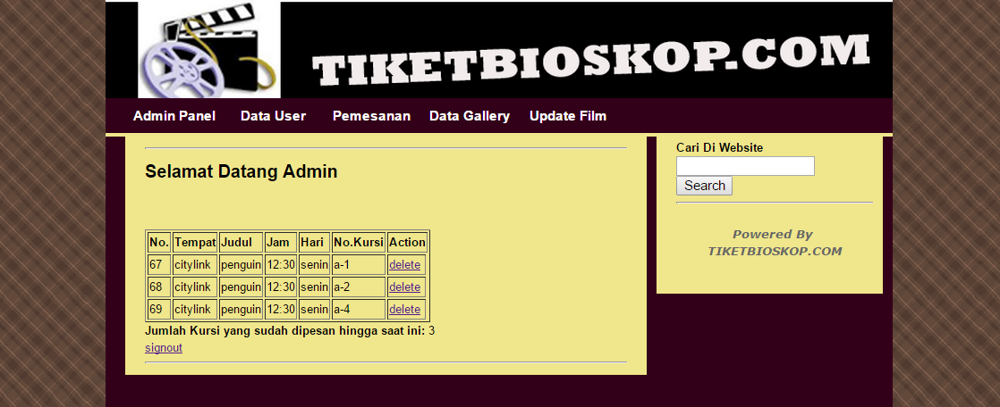 TIKETBIOSKOP.COM
Admin Panel Data User Pemesanan Data Gallery Update Film
Selamat Datang Admin
No. Tempat Judul Jam Hari No.Kursi Action
67 citylink penguin 12:30 senin a-1 delete
68 citylink penguin 12:30 senin a-2 delete
69 citylink penguin 12:30 senin a-4 delete
Jumlah Kursi yang sudah dipesan hingga saat ini: 3
signout
Cari Di Website
Search
Powered By
TIKETBIOSKOP.COM